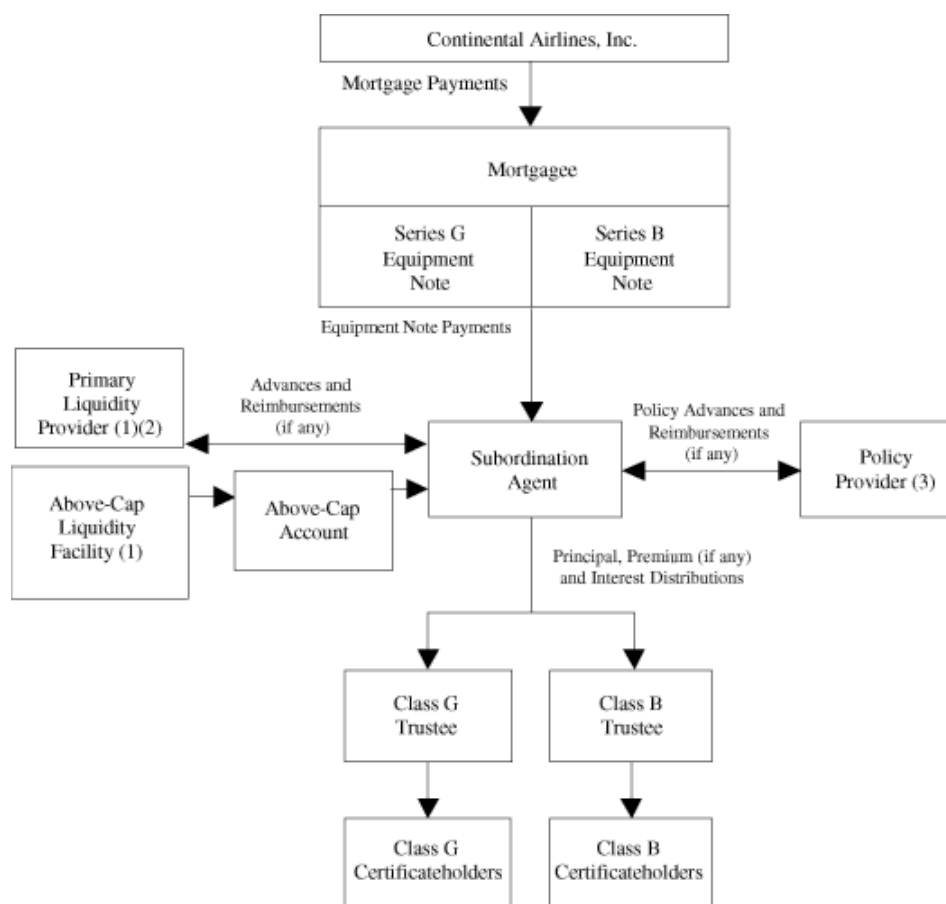 Continental Airlines, Inc.
Mortgage Payments
Mortgagee
Series G
Equipment
Note
Series B
Equipment
Note
Equipment Note Payments
Primary
Liquidity
Provider (1)(2)
Advances and
Reimbursements
(if any)
Subordination
Agent
Policy Advances and
Reimbursements
(if any)
Policy
Provider (3)
Above-Cap
Liquidity
Facility (1)
Above-Cap
Account
Principal, Premium (if any)
and Interest Distributions
Class G
Trustee
Class B
Trustee
Class G
Certificateholders
Class B
Certificateholders